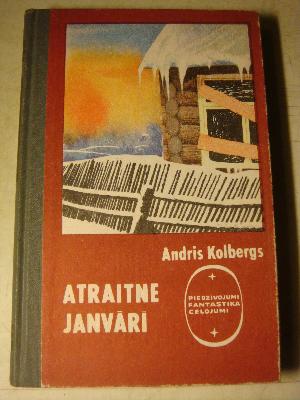 Andris Kolbergs
ATRAITNE
JANVĀRĪ
PIEDZĪVOJUMI
FANTASTIKA
CEĻOJUMI